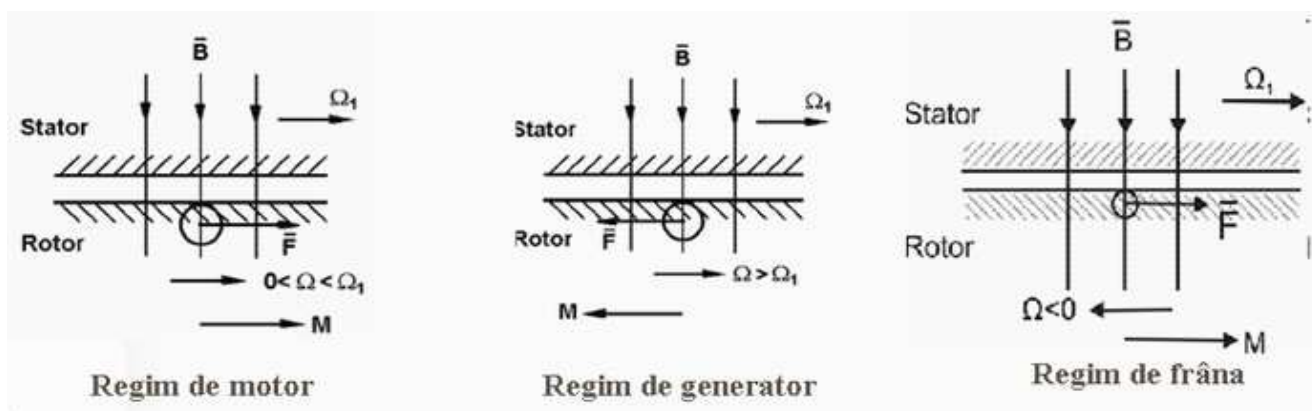 B̄
Ω₁
Stator
Rotor
F̄
0< Ω < Ω₁
M
Regim de motor
B̄
Ω₁
Stator
Rotor
F̄
Ω > Ω₁
M
Regim de generator
B̄
Ω₁
Stator
F̄
Rotor
Ω<0
M
Regim de frâna